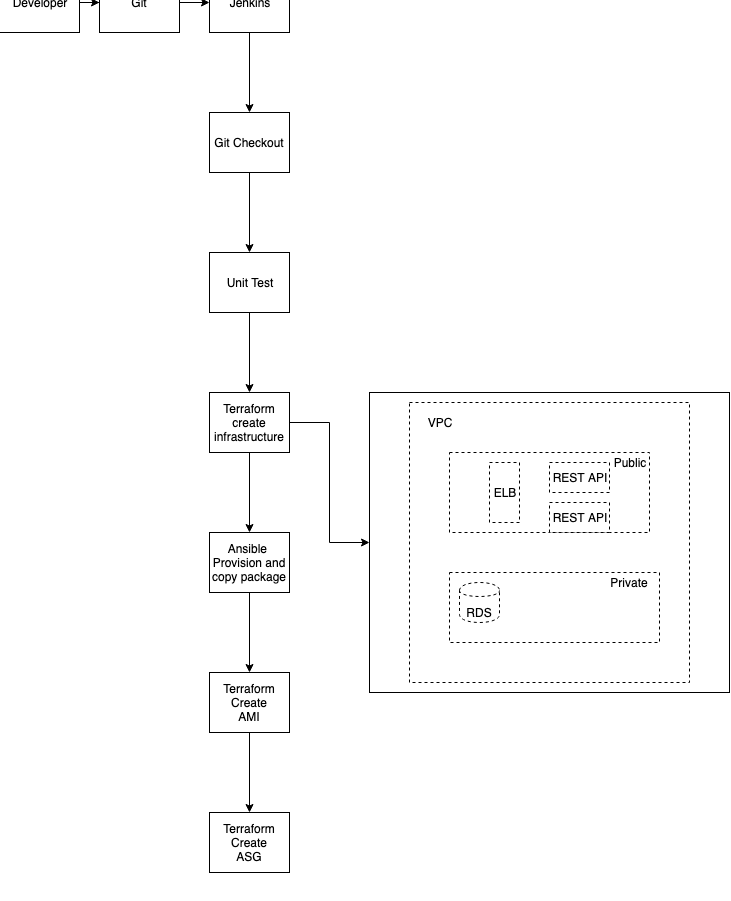 Developer
Git
Jenkins
Git Checkout
Unit Test
Terraform
create
infrastructure
VPC
Public
ELB
REST API
REST API
Ansible
Provision and
copy package
Private
RDS
Terraform
Create
AMI
Terraform
Create
ASG